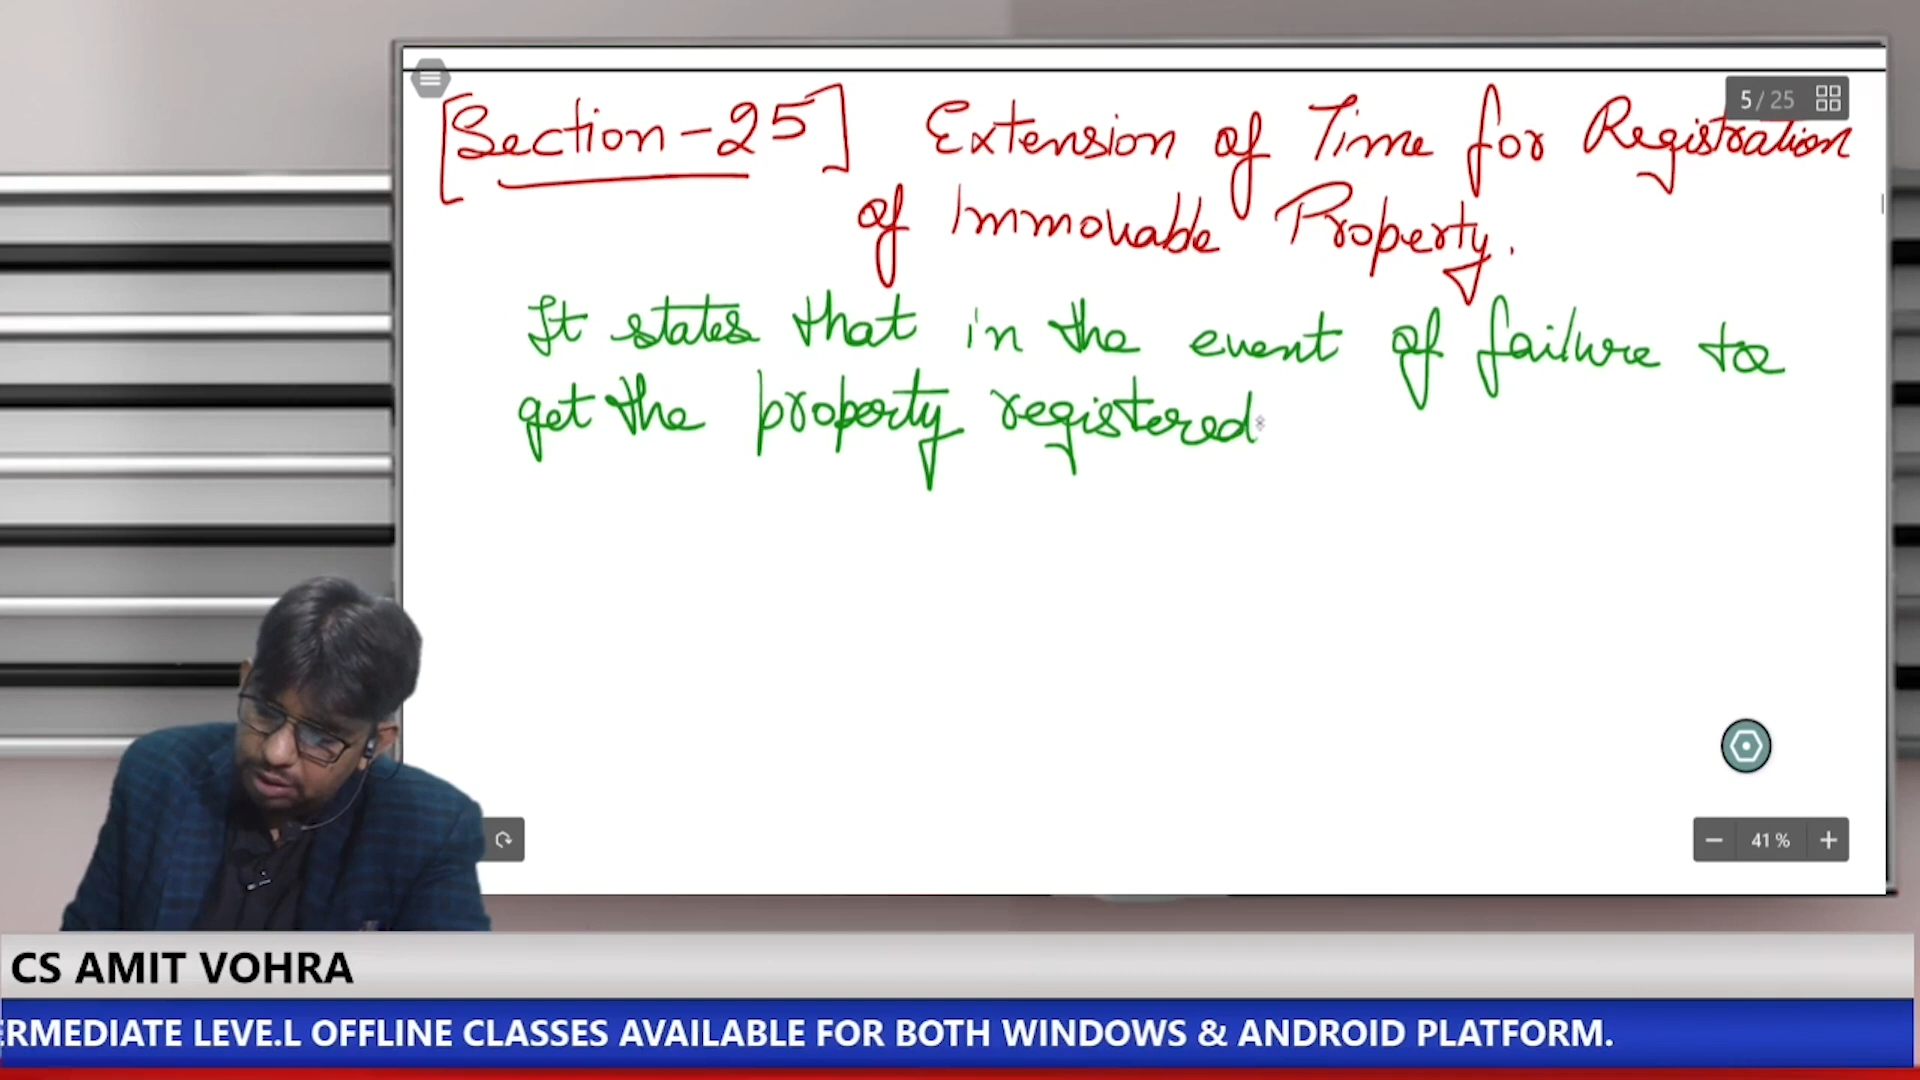 [Section-25] Extension of Time for Registration
of Immovable Property.
5 / 25
It states that in the event of failure to
get the property registered
41 %
CS AMIT VOHRA
ERMEDIATE LEVE.L OFFLINE CLASSES AVAILABLE FOR BOTH WINDOWS & ANDROID PLATFORM.